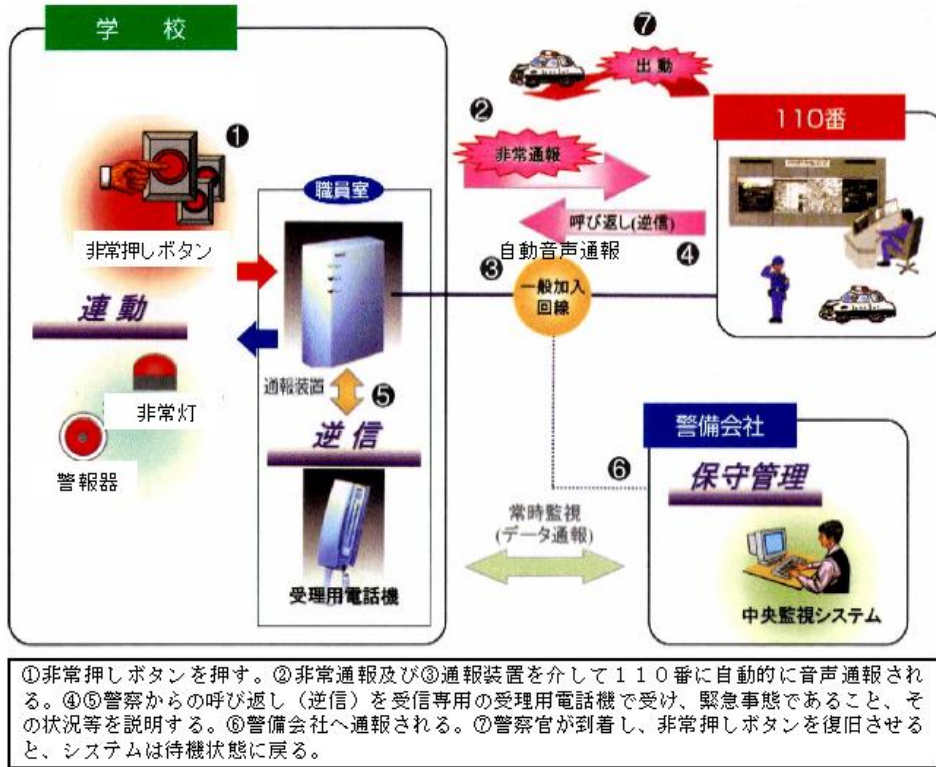 学 校
❼
出 動
❷
110番
❶
非常通報
職員室
呼び返し(逆信)
非常押しボタン
自動音声通報
❸
❹
一般加入
回線
連 動
通報装置
❺
非常灯
警備会社
逆 信
警報器
❻
保守管理
常時監視
(データ通報)
受理用電話機
中央監視システム
①非常押しボタンを押す。②非常通報及び③通報装置を介して１１０番に自動的に音声通報され
る。④⑤警察からの呼び返し（逆信）を受信専用の受理用電話機で受け、緊急事態であること、そ
の状況等を説明する。⑥警備会社へ通報される。⑦警察官が到着し、非常押しボタンを復旧させる
と、システムは待機状態に戻る。